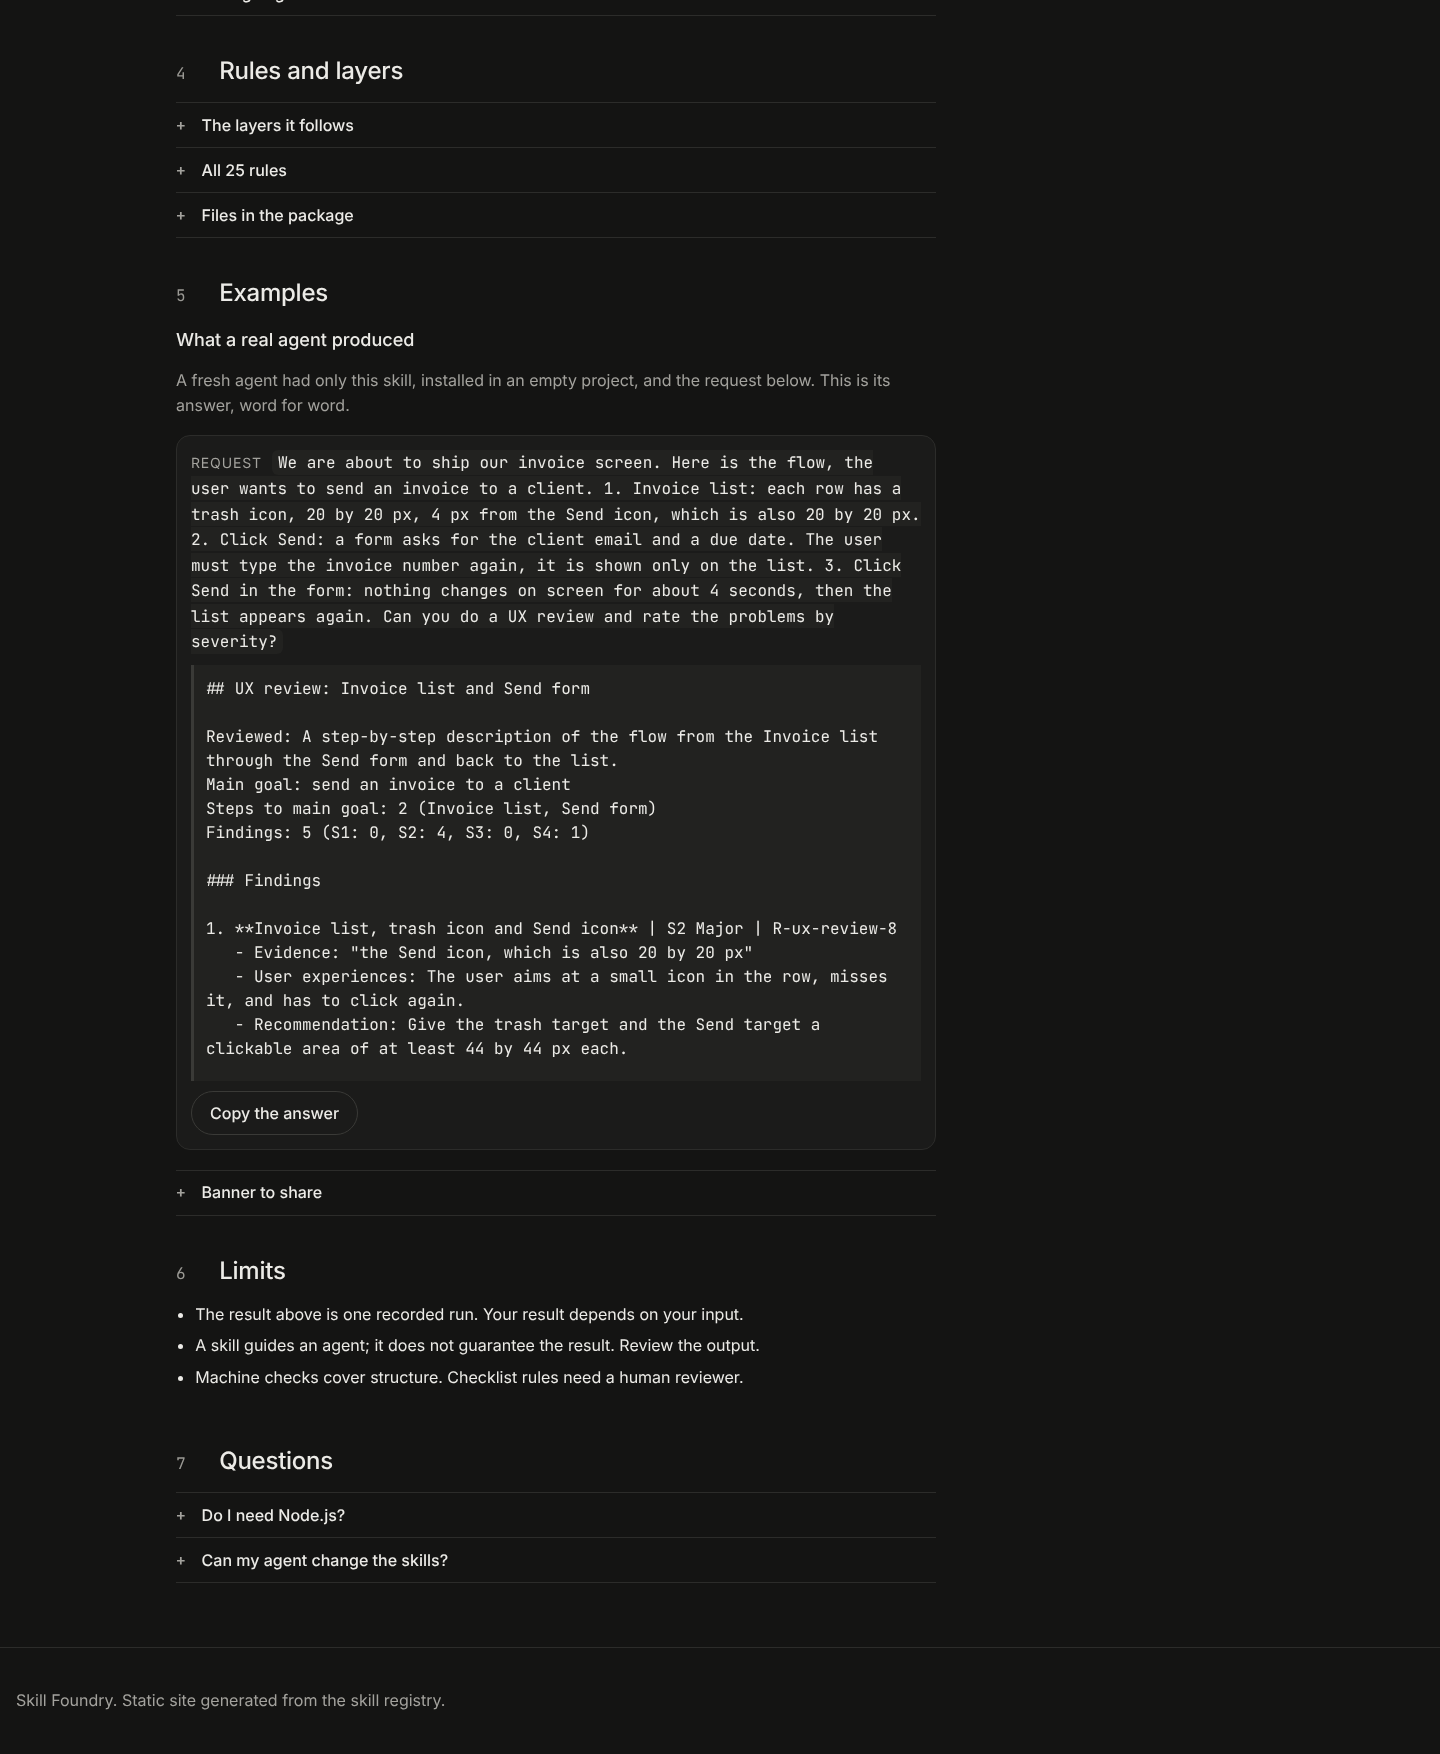 4 Rules and layers
+ The layers it follows
+ All 25 rules
+ Files in the package
5 Examples
What a real agent produced
A fresh agent had only this skill, installed in an empty project, and the request below. This is its
answer, word for word.
REQUEST We are about to ship our invoice screen. Here is the flow, the
user wants to send an invoice to a client. 1. Invoice list: each row has a
trash icon, 20 by 20 px, 4 px from the Send icon, which is also 20 by 20 px.
2. Click Send: a form asks for the client email and a due date. The user
must type the invoice number again, it is shown only on the list. 3. Click
Send in the form: nothing changes on screen for about 4 seconds, then the
list appears again. Can you do a UX review and rate the problems by
severity?
## UX review: Invoice list and Send form
Reviewed: A step-by-step description of the flow from the Invoice list
through the Send form and back to the list.
Main goal: send an invoice to a client
Steps to main goal: 2 (Invoice list, Send form)
Findings: 5 (S1: 0, S2: 4, S3: 0, S4: 1)
### Findings
1. **Invoice list, trash icon and Send icon** | S2 Major | R-ux-review-8
- Evidence: "the Send icon, which is also 20 by 20 px"
- User experiences: The user aims at a small icon in the row, misses
it, and has to click again.
- Recommendation: Give the trash target and the Send target a
clickable area of at least 44 by 44 px each.
Copy the answer
+ Banner to share
6 Limits
• The result above is one recorded run. Your result depends on your input.
• A skill guides an agent; it does not guarantee the result. Review the output.
• Machine checks cover structure. Checklist rules need a human reviewer.
7 Questions
+ Do I need Node.js?
+ Can my agent change the skills?
Skill Foundry. Static site generated from the skill registry.